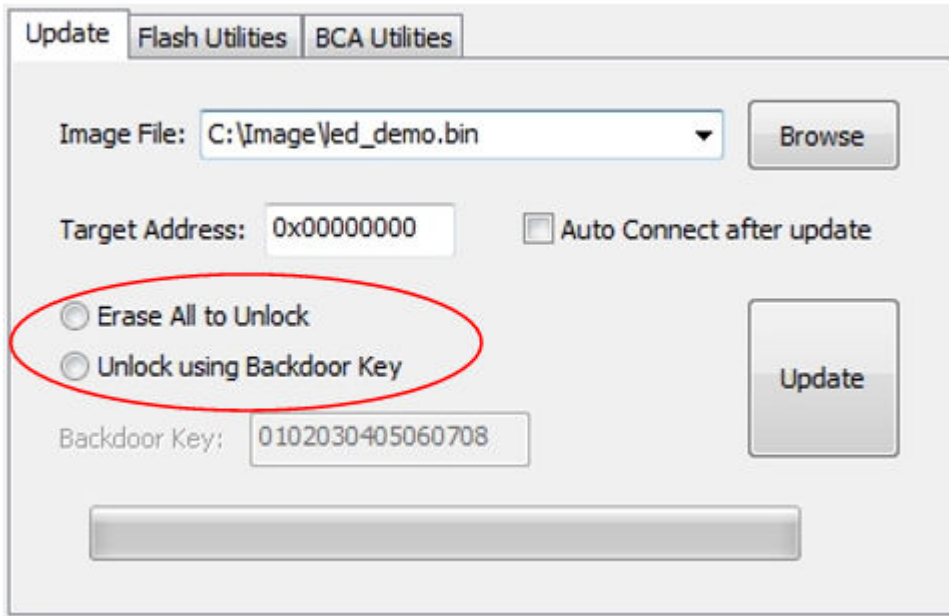 Update Flash Utilities BCA Utilities
Image File: C:\Image\led_demo.bin Browse
Target Address: 0x00000000 Auto Connect after update
Erase All to Unlock
Unlock using Backdoor Key
Update
Backdoor Key: 0102030405060708